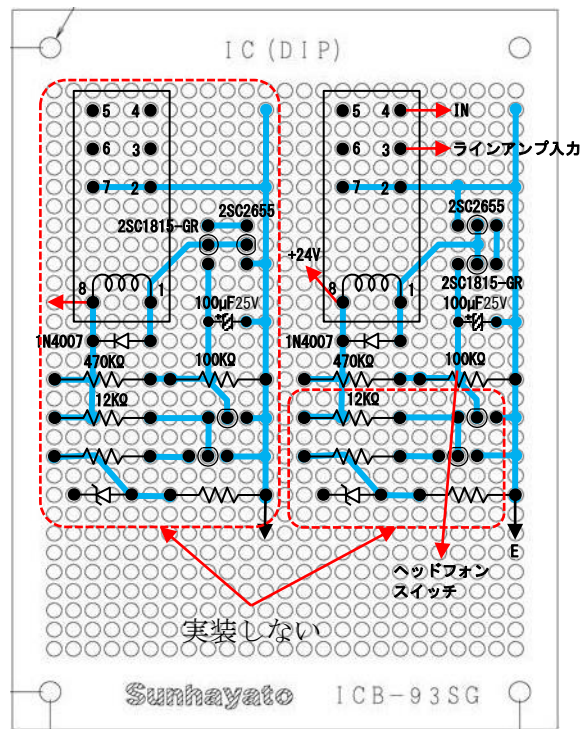 IC(DIP)
5 4
6 3
7 2
2SC2655
2SC1815-GR
8 1
100μF25V
1N4007
470KΩ
100KΩ
12KΩ
5 4
IN
6 3
ラインアンプ入力
7 2
2SC2655
+24V
2SC1815-GR
8 1
100μF25V
1N4007
470KΩ
100KΩ
12KΩ
E
ヘッドフォン
スイッチ
実装しない
Sunhayato ICB-93SG